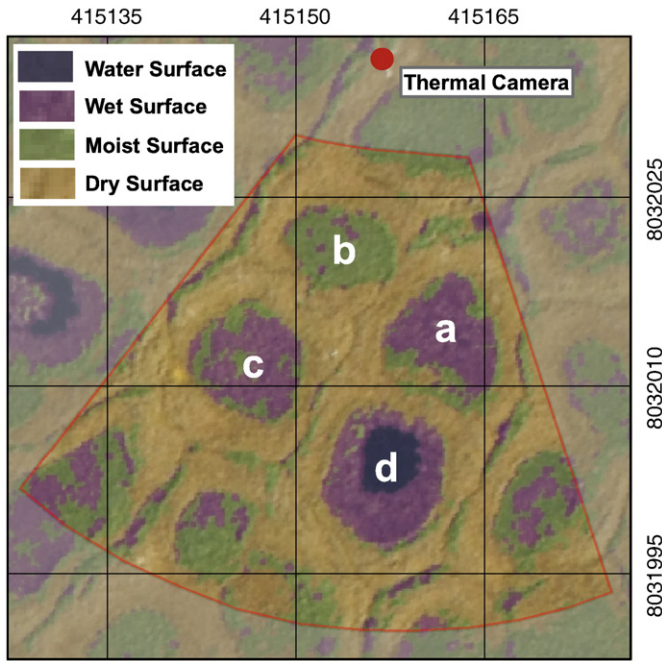 415135 415150 415165
Water Surface
Wet Surface
Moist Surface
Dry Surface
Thermal Camera
8032025
b
a
c
8032010
d
8031995